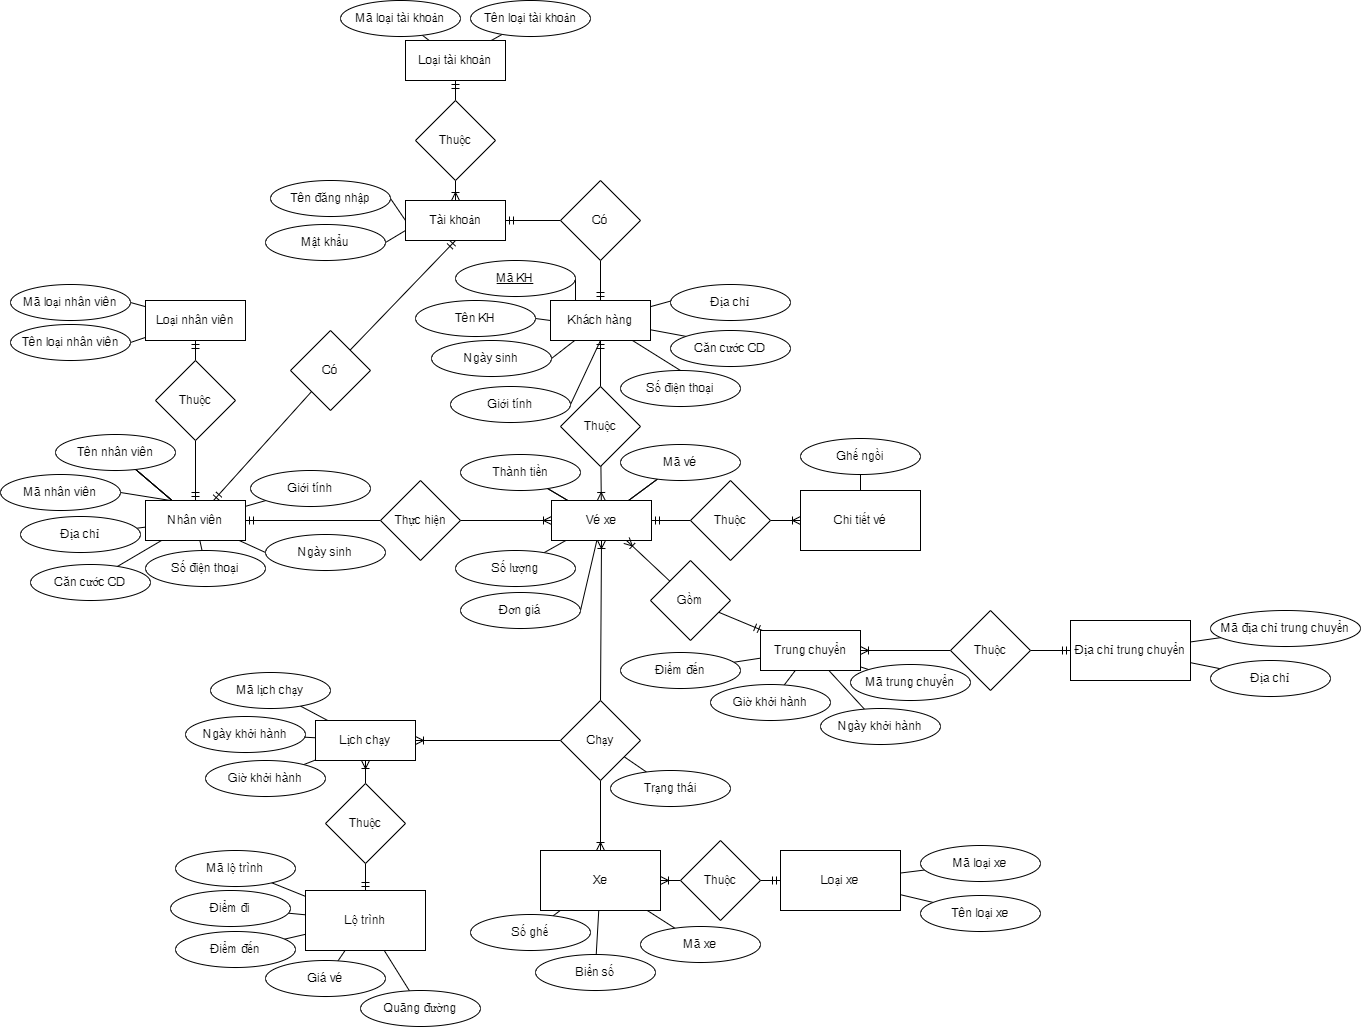 Mã loại tài khoản
Tên loại tài khoản
Loại tài khoản
Thuộc
Tên đăng nhập
Tài khoản
Có
Mật khẩu
Mã KH
Mã loại nhân viên
Địa chỉ
Loại nhân viên
Tên KH
Khách hàng
Tên loại nhân viên
Căn cước CD
Ngày sinh
Có
Số điện thoại
Thuộc
Giới tính
Thuộc
Tên nhân viên
Ghế ngồi
Mã vé
Thành tiền
Giới tính
Mã nhân viên
Nhân viên
Thực hiện
Vé xe
Thuộc
Chi tiết vé
Địa chỉ
Ngày sinh
Số điện thoại
Số lượng
Căn cước CD
Gồm
Đơn giá
Mã địa chỉ trung chuyển
Trung chuyển
Thuộc
Địa chỉ trung chuyển
Điểm đến
Địa chỉ
Mã trung chuyển
Mã lịch chạy
Giờ khởi hành
Ngày khởi hành
Ngày khởi hành
Lịch chạy
Chạy
Giờ khởi hành
Trạng thái
Thuộc
Mã loại xe
Mã lộ trình
Xe
Thuộc
Loại xe
Điểm đi
Tên loại xe
Lộ trình
Số ghế
Mã xe
Điểm đến
Biển số
Giá vé
Quãng đường